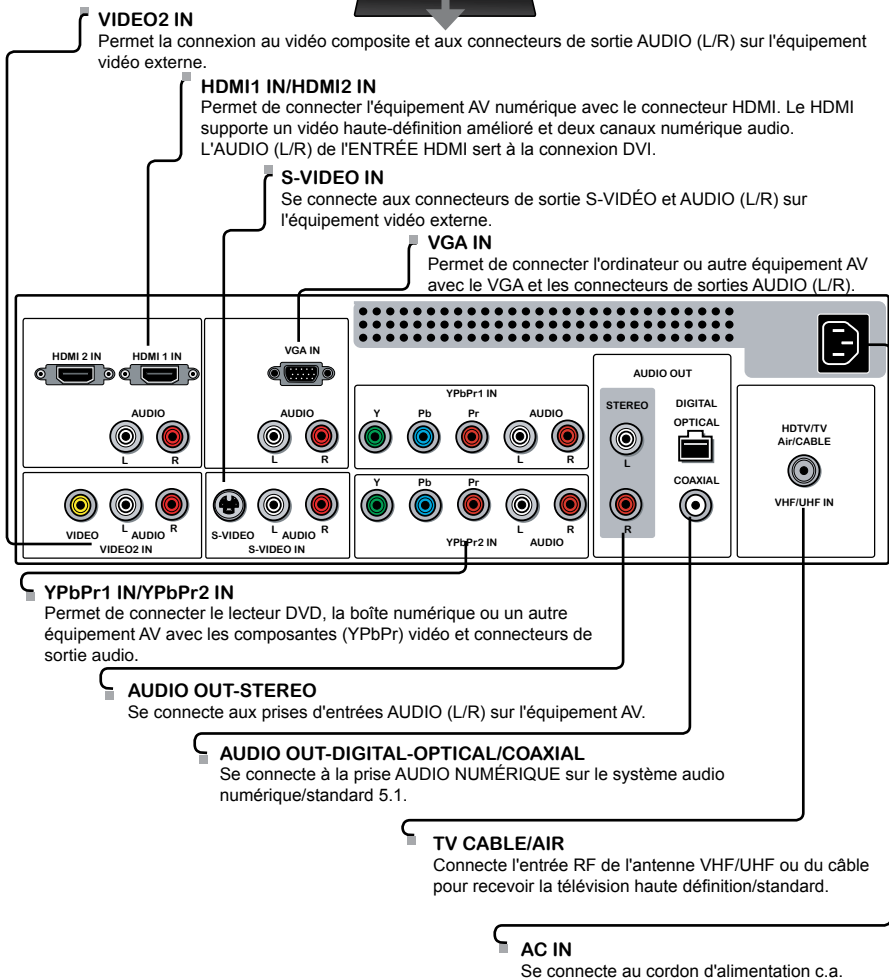 VIDEO2 IN
Permet la connexion au vidéo composite et aux connecteurs de sortie AUDIO (L/R) sur l'équipement
vidéo externe.
HDMI1 IN/HDMI2 IN
Permet de connecter l'équipement AV numérique avec le connecteur HDMI. Le HDMI
supporte un vidéo haute-définition amélioré et deux canaux numérique audio.
L'AUDIO (L/R) de l'ENTRÉE HDMI sert à la connexion DVI.
S-VIDEO IN
Se connecte aux connecteurs de sortie S-VIDÉO et AUDIO (L/R) sur
l'équipement vidéo externe.
VGA IN
Permet de connecter l'ordinateur ou autre équipement AV
avec le VGA et les connecteurs de sorties AUDIO (L/R).
HDMI 2 IN HDMI 1 IN
AUDIO
L R
VGA IN
AUDIO
L R
YPbPr1 IN
Y Pb Pr AUDIO
L R
AUDIO OUT
STEREO DIGITAL
OPTICAL
L
COAXIAL
R
HDTV/TV
Air/CABLE
VHF/UHF IN
VIDEO L AUDIO R
VIDEO2 IN
S-VIDEO L AUDIO R
S-VIDEO IN
Y Pb Pr
L R
YPbPr2 IN AUDIO
YPbPr1 IN/YPbPr2 IN
Permet de connecter le lecteur DVD, la boîte numérique ou un autre
équipement AV avec les composantes (YPbPr) vidéo et connecteurs de
sortie audio.
AUDIO OUT-STEREO
Se connecte aux prises d'entrées AUDIO (L/R) sur l'équipement AV.
AUDIO OUT-DIGITAL-OPTICAL/COAXIAL
Se connecte à la prise AUDIO NUMÉRIQUE sur le système audio
numérique/standard 5.1.
TV CABLE/AIR
Connecte l'entrée RF de l'antenne VHF/UHF ou du câble
pour recevoir la télévision haute définition/standard.
AC IN
Se connecte au cordon d'alimentation c.a.